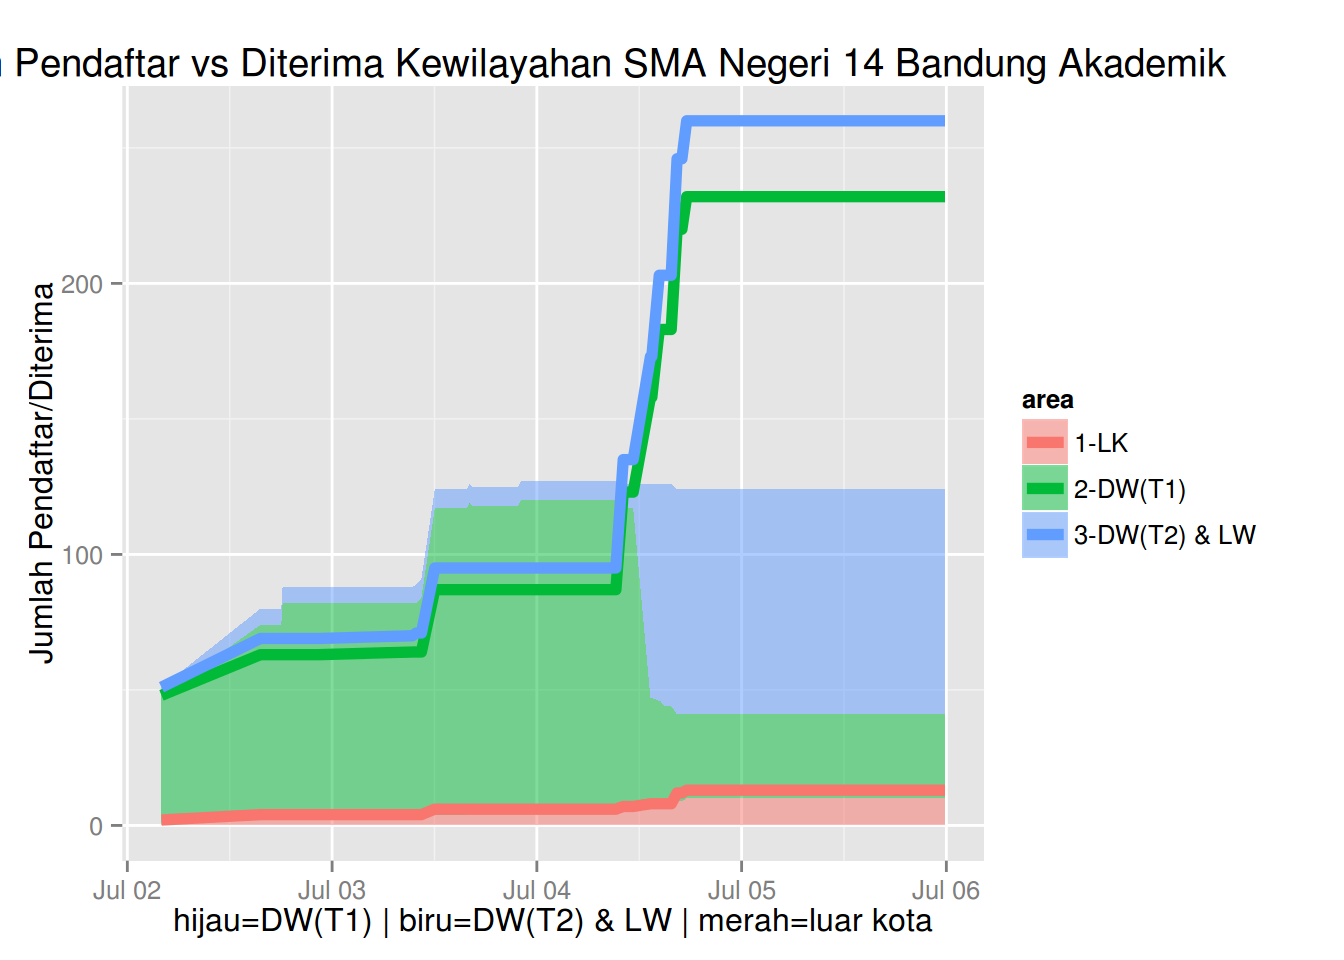 Pendaftar vs Diterima Kewilayahan SMA Negeri 14 Bandung Akademik
Jumlah Pendaftar/Diterima
200
100
0
Jul 02
Jul 03
Jul 04
Jul 05
Jul 06
hijau=DW(T1) | biru=DW(T2) & LW | merah=luar kota
area
1-LK
2-DW(T1)
3-DW(T2) & LW